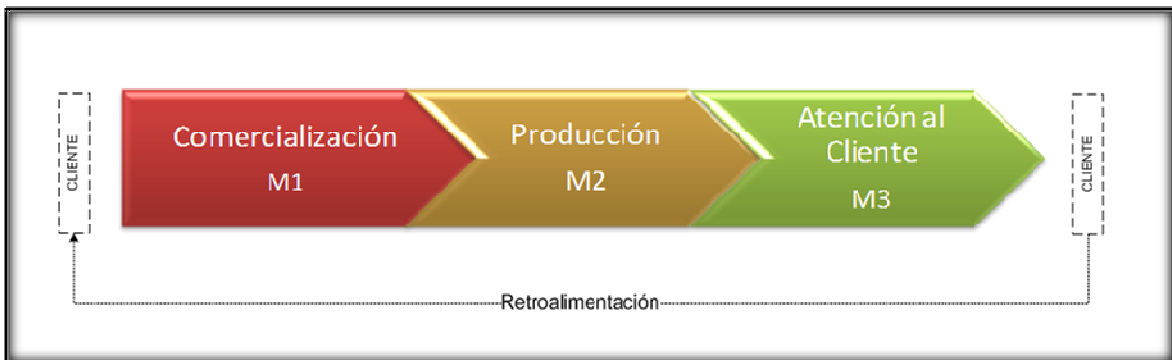 CLIENTE
Comercialización
M1
Producción
M2
Atención al
Cliente
M3
CLIENTE
Retroalimentación